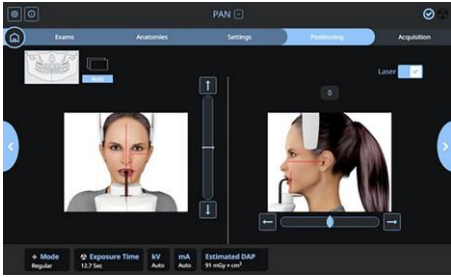 PAN
Exams
Anatomies
Settings
Positioning
Acquisition
Laser
0
Mode
Regular
Exposure Time
12.7 Sec
kV
Auto
mA
Auto
Estimated DAP
91 mGy × cm²